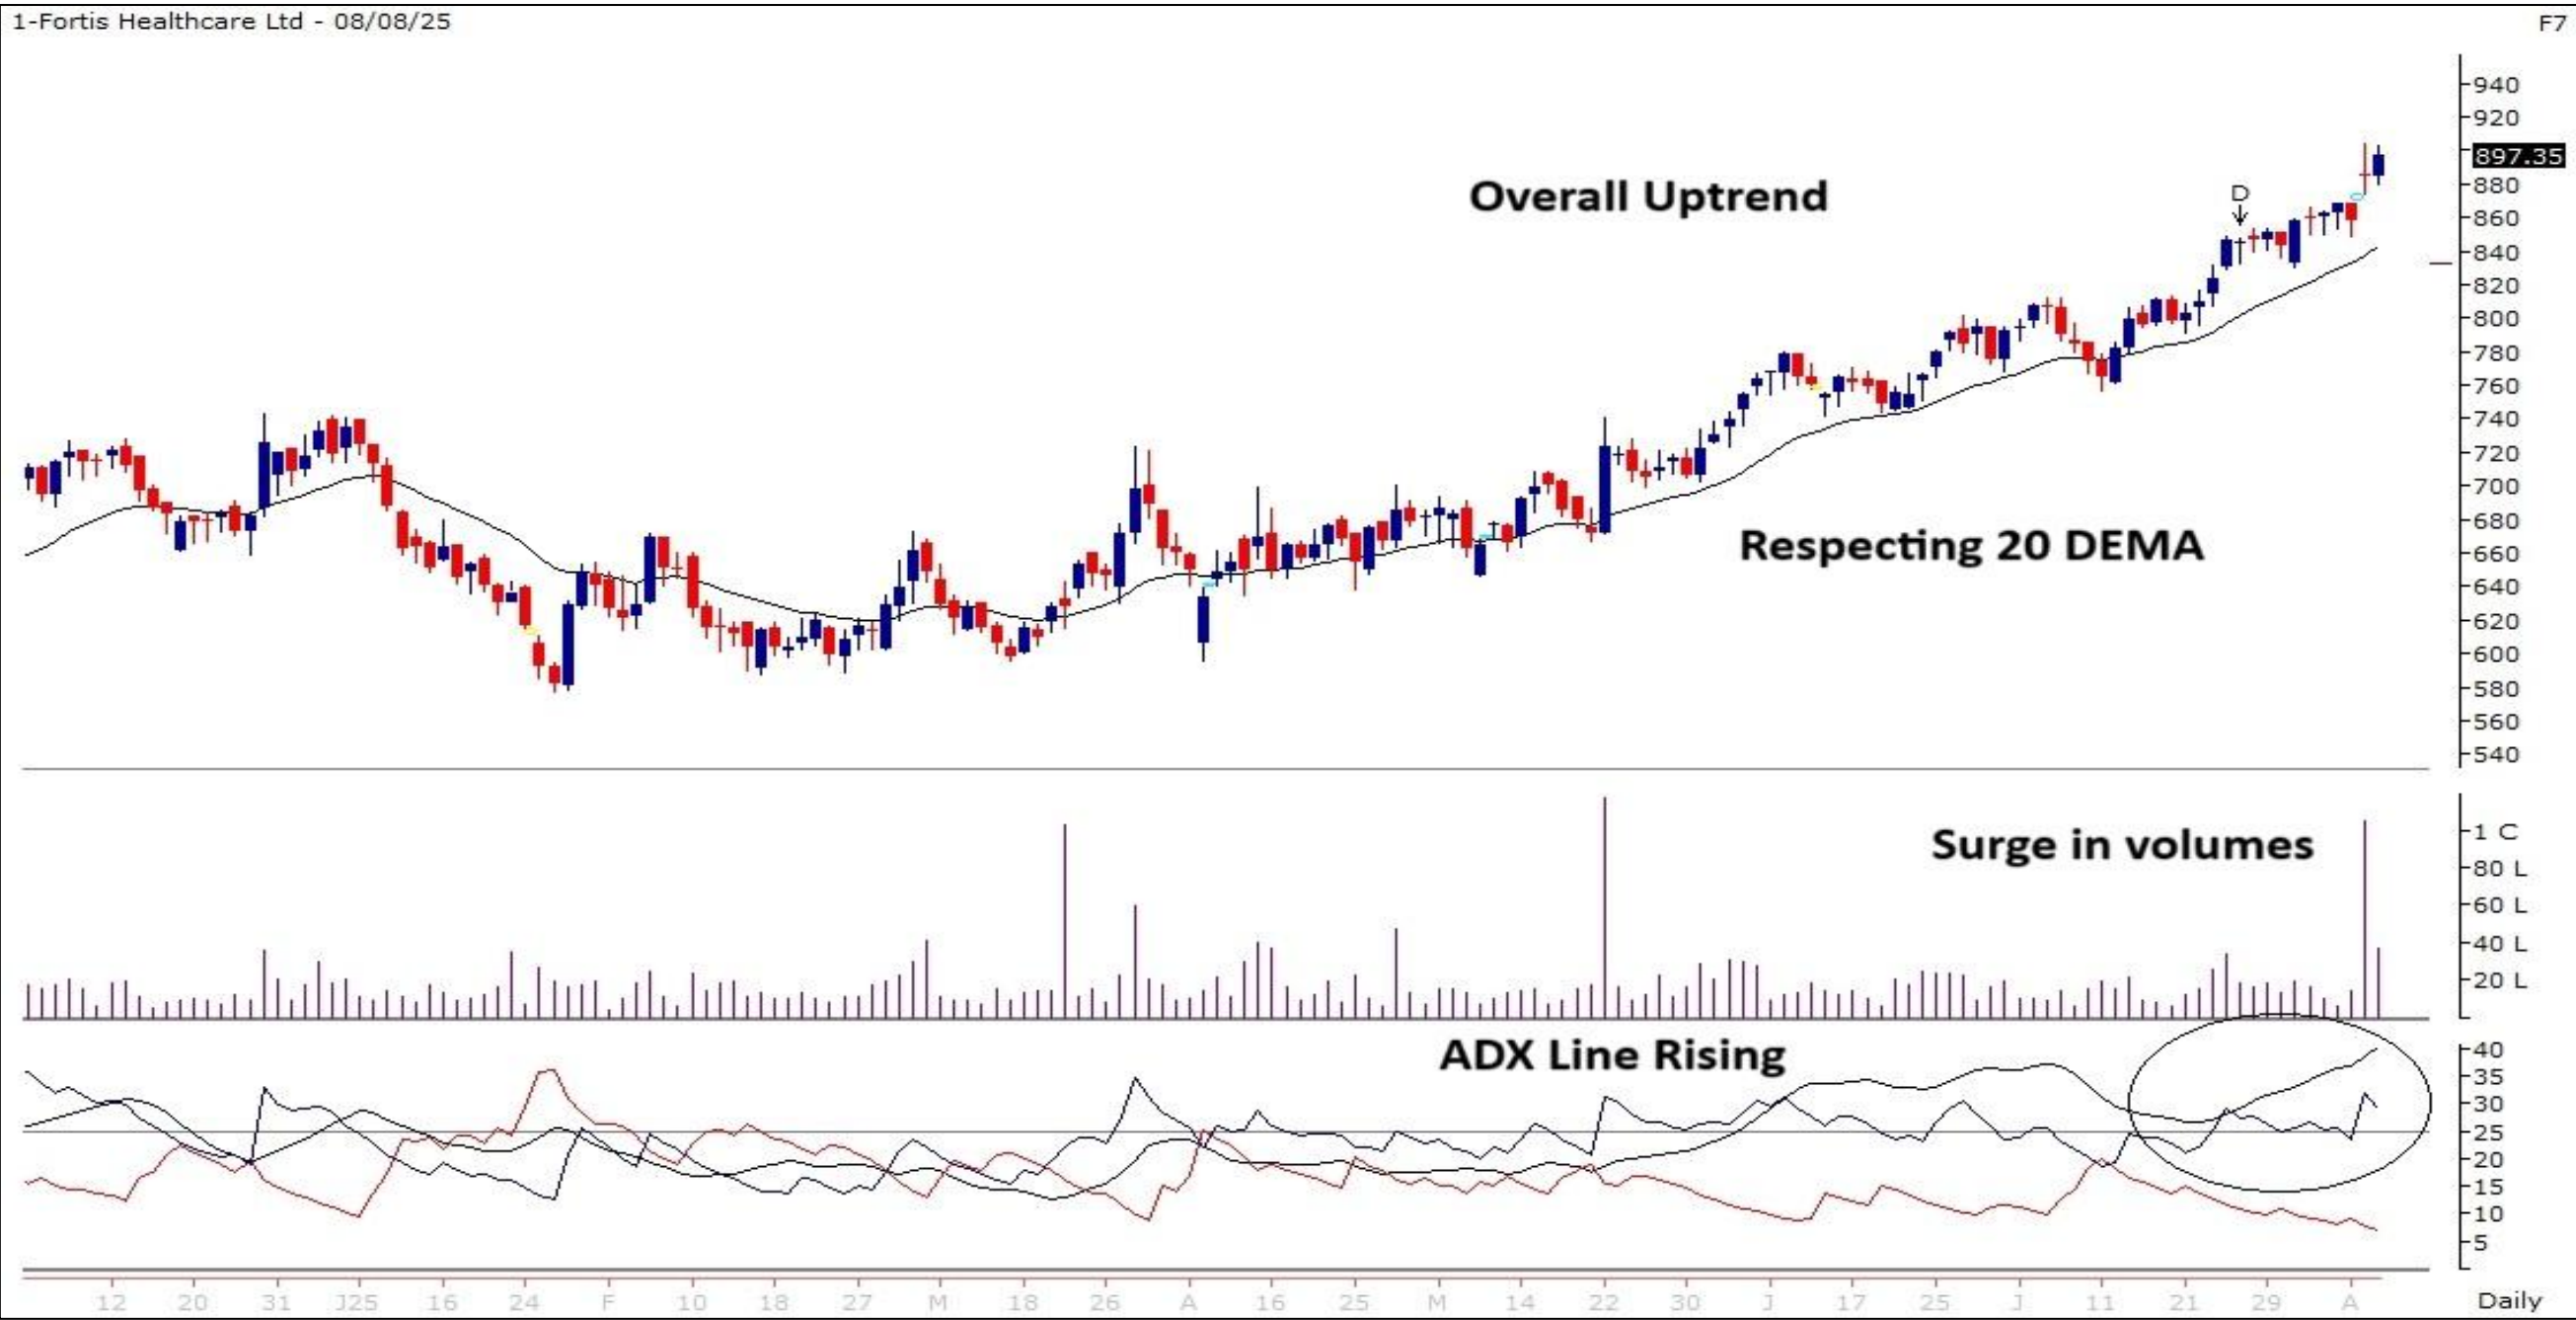 1-Fortis Healthcare Ltd - 08/08/25
F7
940
920
897.35
880
D
860
840
820
800
780
760
740
720
700
680
660
640
620
600
580
560
540
Overall Uptrend
Respecting 20 DEMA
Surge in volumes
1 C
80 L
60 L
40 L
20 L
ADX Line Rising
40
35
30
25
20
15
10
5
12 20 31 J25 16 24 F 10 18 27 M 18 26 A 16 25 M 14 22 30 J 17 25 J 11 21 29 A
Daily